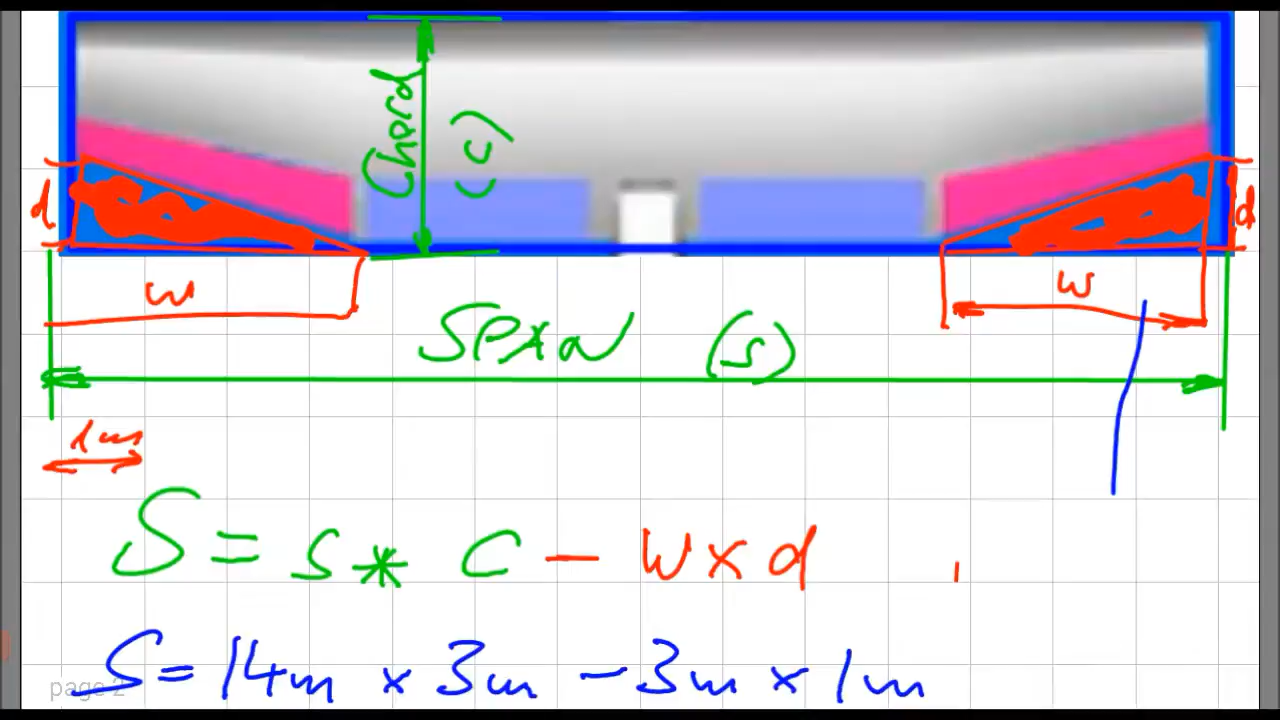 Chord
(c)
d
d
w
w
SPAN (s)
1m
S = s * c - w x d
S = 14m x 3m - 3m x 1m
page 2